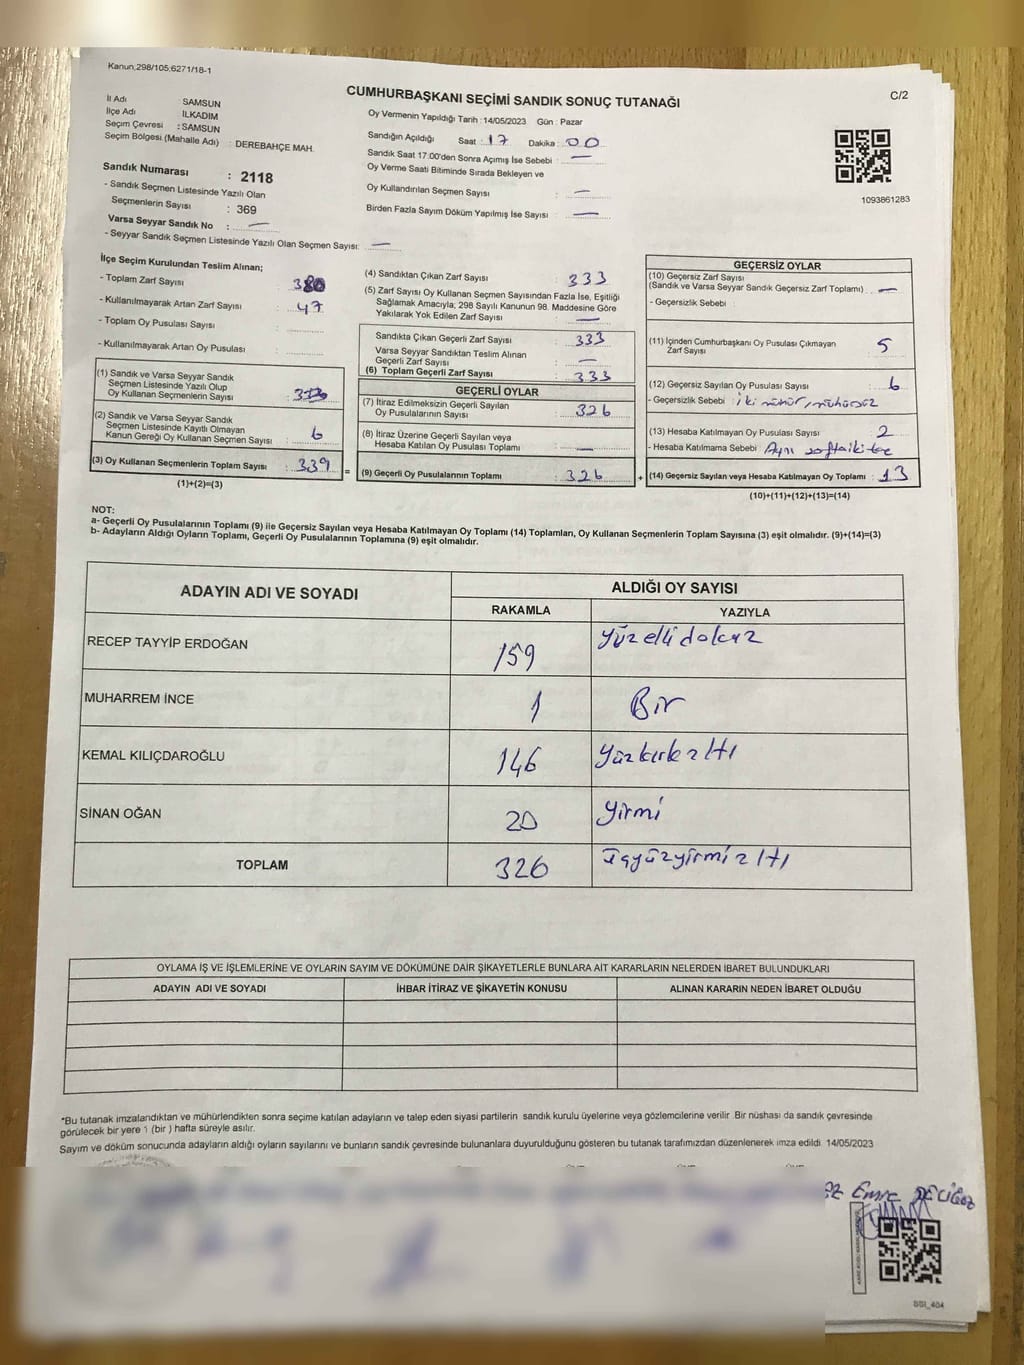 Kanun,298/105;6271/18-1
CUMHURBAŞKANI SEÇİMİ SANDIK SONUÇ TUTANAĞI
C/2
İl Adı SAMSUN
İlçe Adı İLKADIM
Seçim Çevresi : SAMSUN
Seçim Bölgesi (Mahalle Adı) : DEREBAHÇE MAH.
Oy Vermenin Yapıldığı Tarih : 14/05/2023 Gün : Pazar
Sandığın Açıldığı Saat : 17 Dakika : 00
Sandık Saat 17:00'den Sonra Açımış İse Sebebi : —
Oy Verme Saati Bitiminde Sırada Bekleyen ve
Oy Kullandırılan Seçmen Sayısı : —
Birden Fazla Sayım Döküm Yapılmış İse Sayısı : —
1093861283
Sandık Numarası : 2118
- Sandık Seçmen Listesinde Yazılı Olan
Seçmenlerin Sayısı : 369
Varsa Seyyar Sandık No : —
- Seyyar Sandık Seçmen Listesinde Yazılı Olan Seçmen Sayısı: —
İlçe Seçim Kurulundan Teslim Alınan;
- Toplam Zarf Sayısı : 380
- Kullanılmayarak Artan Zarf Sayısı : 47
- Toplam Oy Pusulası Sayısı :
- Kullanılmayarak Artan Oy Pusulası :
(1) Sandık ve Varsa Seyyar Sandık
Seçmen Listesinde Yazılı Olup
Oy Kullanan Seçmenlerin Sayısı :
(2) Sandık ve Varsa Seyyar Sandık
Seçmen Listesinde Kayıtlı Olmayan
Kanun Gereği Oy Kullanan Seçmen Sayısı : 6
(3) Oy Kullanan Seçmenlerin Toplam Sayısı : 339 =
(1)+(2)=(3)
(4) Sandıktan Çıkan Zarf Sayısı : 333
(5) Zarf Sayısı Oy Kullanan Seçmen Sayısından Fazla İse, Eşitliği
Sağlamak Amacıyla; 298 Sayılı Kanunun 98. Maddesine Göre
Yakılarak Yok Edilen Zarf Sayısı : —
Sandıkta Çıkan Geçerli Zarf Sayısı : 333
Varsa Seyyar Sandıktan Teslim Alınan
Geçerli Zarf Sayısı : —
(6) Toplam Geçerli Zarf Sayısı : 333
GEÇERLİ OYLAR
(7) İtiraz Edilmeksizin Geçerli Sayılan
Oy Pusulalarının Sayısı : 326
(8) İtiraz Üzerine Geçerli Sayılan veya
Hesaba Katılan Oy Pusulası Toplamı : —
(9) Geçerli Oy Pusulalarının Toplamı : 326 +
GEÇERSİZ OYLAR
(10) Geçersiz Zarf Sayısı
(Sandık ve Varsa Seyyar Sandık Geçersiz Zarf Toplamı) : —
- Geçersizlik Sebebi :
(11) İçinden Cumhurbaşkanı Oy Pusulası Çıkmayan
Zarf Sayısı : 5
(12) Geçersiz Sayılan Oy Pusulası Sayısı : 6
- Geçersizlik Sebebi : iki mühür, mühürsüz
(13) Hesaba Katılmayan Oy Pusulası Sayısı : 2
- Hesaba Katılmama Sebebi : Aynı zarfta iki tae
(14) Geçersiz Sayılan veya Hesaba Katılmayan Oy Toplamı : 13
(10)+(11)+(12)+(13)=(14)
NOT:
a- Geçerli Oy Pusulalarının Toplamı (9) ile Geçersiz Sayılan veya Hesaba Katılmayan Oy Toplamı (14) Toplamları, Oy Kullanan Seçmenlerin Toplam Sayısına (3) eşit olmalıdır. (9)+(14)=(3)
b- Adayların Aldığı Oyların Toplamı, Geçerli Oy Pusulalarının Toplamına (9) eşit olmalıdır.
ADAYIN ADI VE SOYADI
ALDIĞI OY SAYISI
RAKAMLA YAZIYLA
RECEP TAYYİP ERDOĞAN 159 yüzellidokuz
MUHARREM İNCE 1 Bir
KEMAL KILIÇDAROĞLU 146 yüzkırkaltı
SİNAN OĞAN 20 yirmi
TOPLAM 326 üçyüzyirmialtı
OYLAMA İŞ VE İŞLEMLERİNE VE OYLARIN SAYIM VE DÖKÜMÜNE DAİR ŞİKAYETLERLE BUNLARA AİT KARARLARIN NELERDEN İBARET BULUNDUKLARI
ADAYIN ADI VE SOYADI İHBAR İTİRAZ VE ŞİKAYETİN KONUSU ALINAN KARARIN NEDEN İBARET OLDUĞU
*Bu tutanak imzalandıktan ve mühürlendikten sonra seçime katılan adayların ve talep eden siyasi partilerin sandık kurulu üyelerine veya gözlemcilerine verilir. Bir nüshası da sandık çevresinde
görülecek bir yere 1 (bir ) hafta süreyle asılır.
Sayım ve döküm sonucunda adayların aldığı oyların sayılarını ve bunların sandık çevresinde bulunanlara duyurulduğunu gösteren bu tutanak tarafımızdan düzenlenerek imza edildi. 14/05/2023
Emre DELİGÖZ
SSI_404